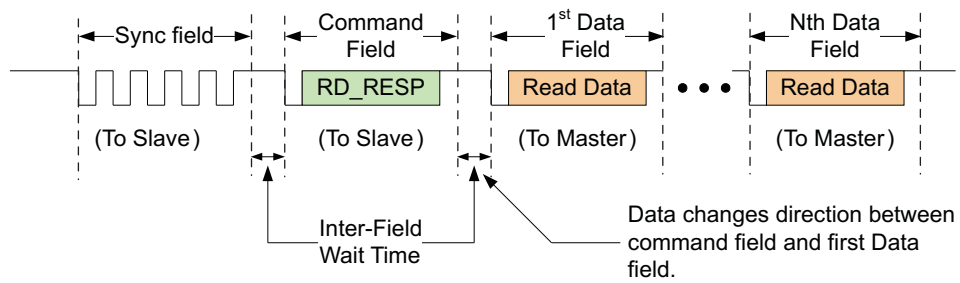 Sync field
Command
Field
1st Data
Field
Nth Data
Field
RD_RESP
Read Data
Read Data
(To Slave)
(To Slave)
(To Master)
(To Master)
Inter-Field
Wait Time
Data changes direction between
command field and first Data
field.